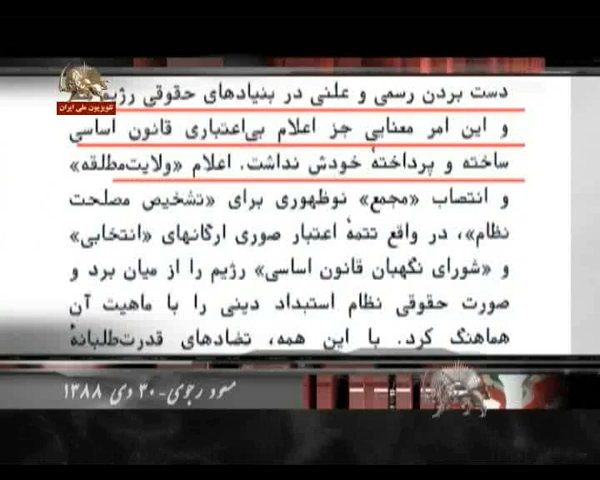 تلویزیون ملی ایران
دست بردن رسمی و علنی در بنیادهای حقوقی رژیم
و این امر معنایی جز اعلام بی‌اعتباری قانون اساسی
ساخته و پرداختهٔ خودش نداشت. اعلام «ولایت‌مطلقه»
و انتصاب «مجمع» نوظهوری برای «تشخیص مصلحت
نظام»، در واقع تتمهٔ اعتبار صوری ارگانهای «انتخابی»
و «شورای نگهبان قانون اساسی» رژیم را از میان برد و
صورت حقوقی نظام استبداد دینی را با ماهیت آن
هماهنگ کرد. با این همه، تضادهای قدرت‌طلبانهٔ
مسعود رجوی-۳۰ دی ۱۳۸۸